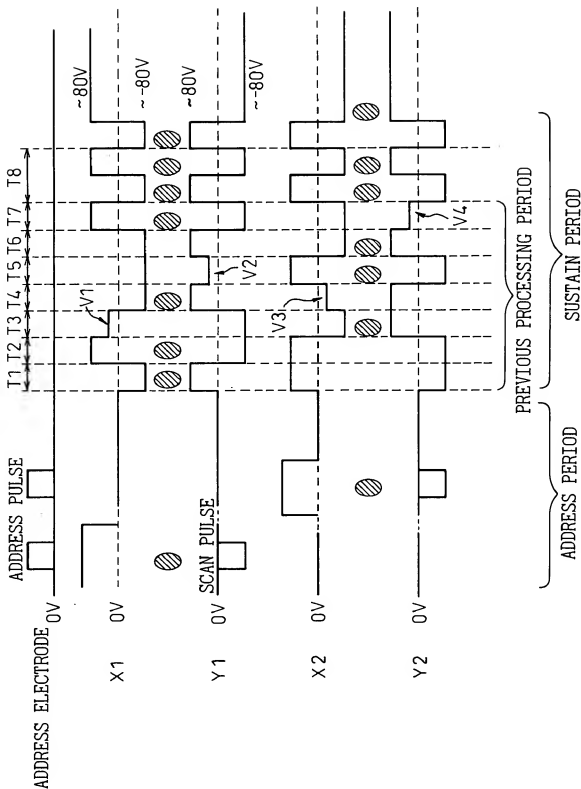 ADDRESS ELECTRODE
ADDRESS PULSE
0V
T1 T2 T3 T4 T5 T6 T7 T8
X1
0V
V1
~80V
~-80V
Y1
0V
SCAN PULSE
V2
~80V
~-80V
X2
0V
V3
Y2
0V
V4
PREVIOUS PROCESSING PERIOD
ADDRESS PERIOD
SUSTAIN PERIOD